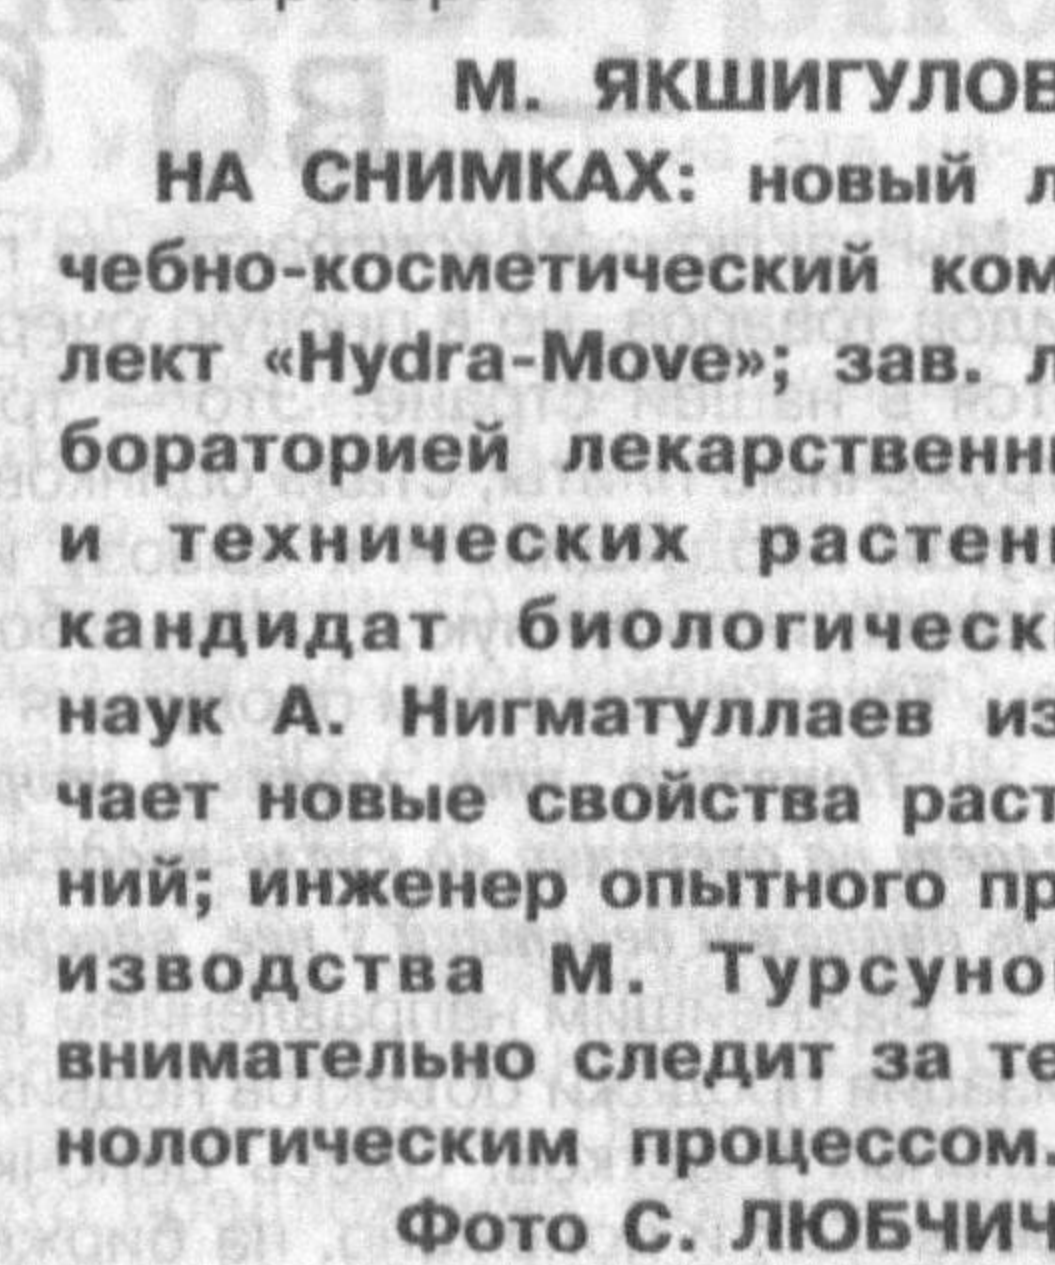 М. ЯКШИГУЛОВ
НА СНИМКАХ: новый л
чебно-косметический ком
лект «Hydra-Move»; зав. л
бораторией лекарственн
и технических растен
кандидат биологическ
наук А. Нигматуллаев из
чает новые свойства раст
ний; инженер опытного пр
изводства М. Турсуно
внимательно следит за те
нологическим процессом.
Фото С. ЛЮБЧИЧ